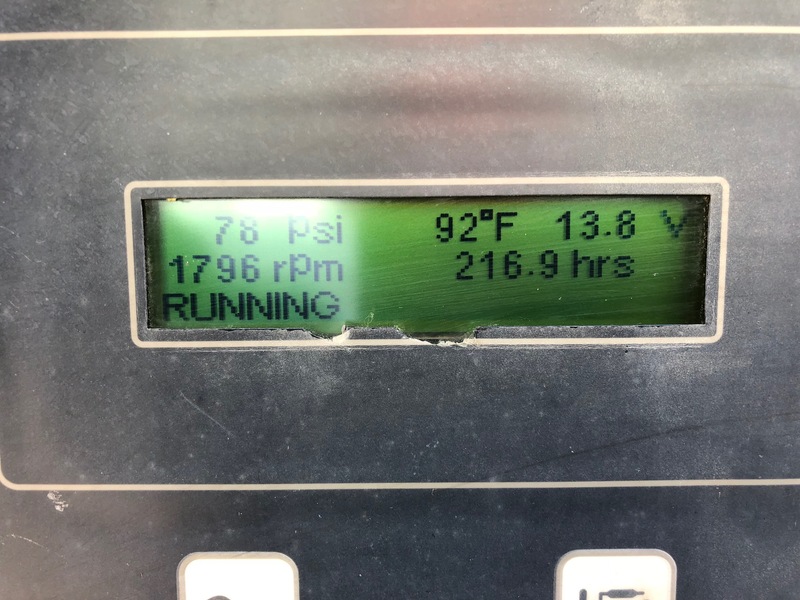 78 psi 92°F 13.8 V
1796 rpm 216.9 hrs
RUNNING